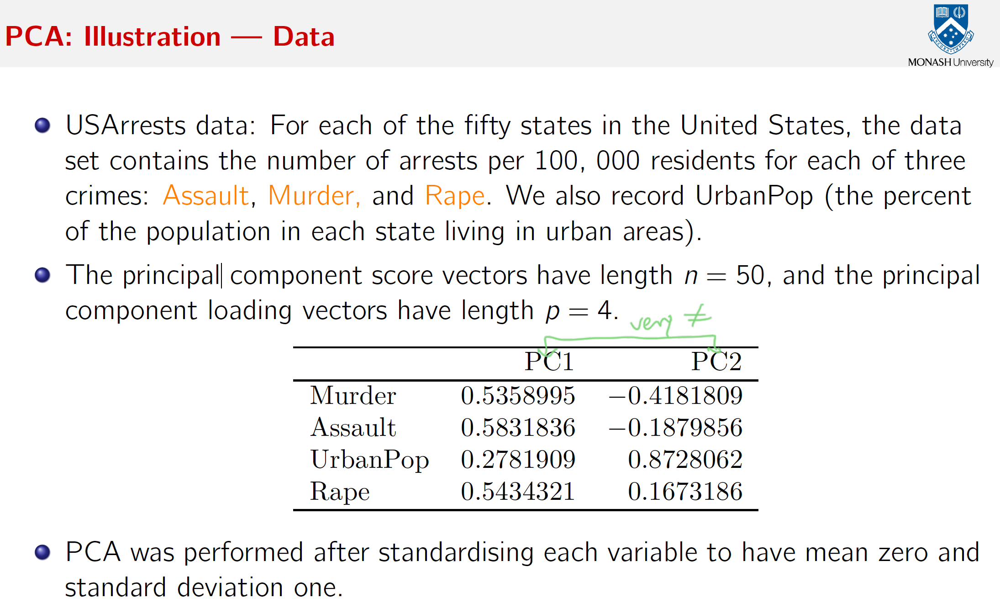 PCA: Illustration — Data
ANCORA IMPARO
MONASH University
USArrests data: For each of the fifty states in the United States, the data
set contains the number of arrests per 100, 000 residents for each of three
crimes: Assault, Murder, and Rape. We also record UrbanPop (the percent
of the population in each state living in urban areas).
The principal component score vectors have length n = 50, and the principal
component loading vectors have length p = 4.
very ≠
PC1 PC2
Murder 0.5358995 −0.4181809
Assault 0.5831836 −0.1879856
UrbanPop 0.2781909 0.8728062
Rape 0.5434321 0.1673186
PCA was performed after standardising each variable to have mean zero and
standard deviation one.